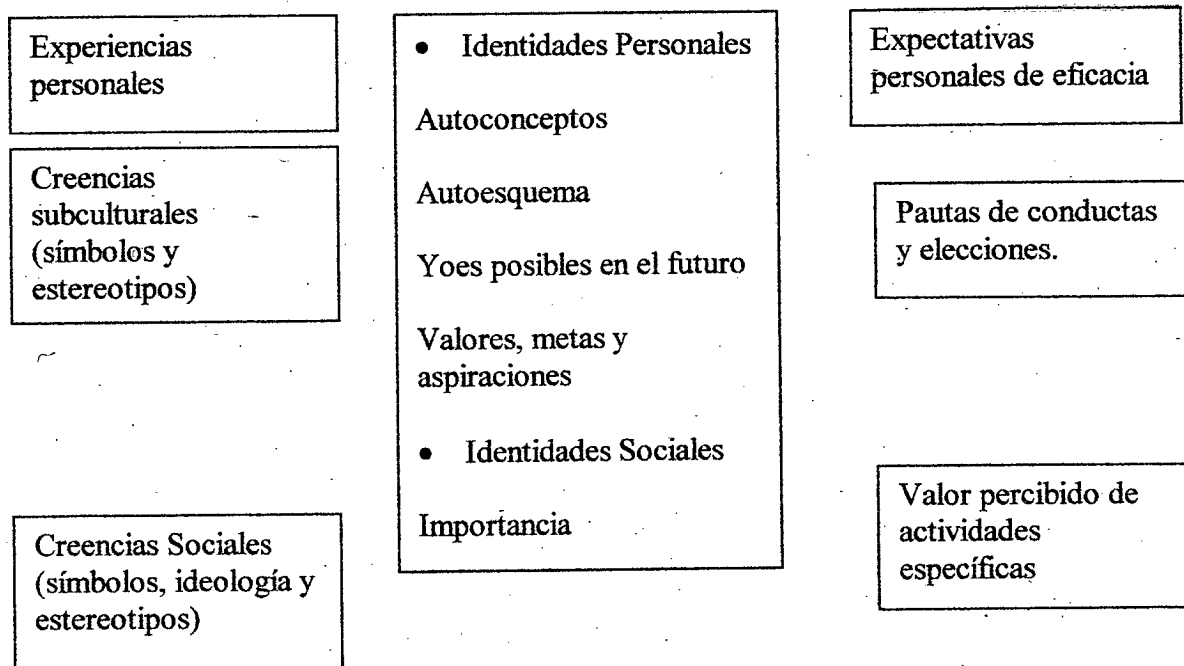 Experiencias
personales
Creencias
subculturales
(símbolos y
estereotipos)
Creencias Sociales
(símbolos, ideología y
estereotipos)
• Identidades Personales
Autoconceptos
Autoesquema
Yoes posibles en el futuro
Valores, metas y
aspiraciones
• Identidades Sociales
Importancia
Expectativas
personales de eficacia
Pautas de conductas
y elecciones.
Valor percibido de
actividades
específicas